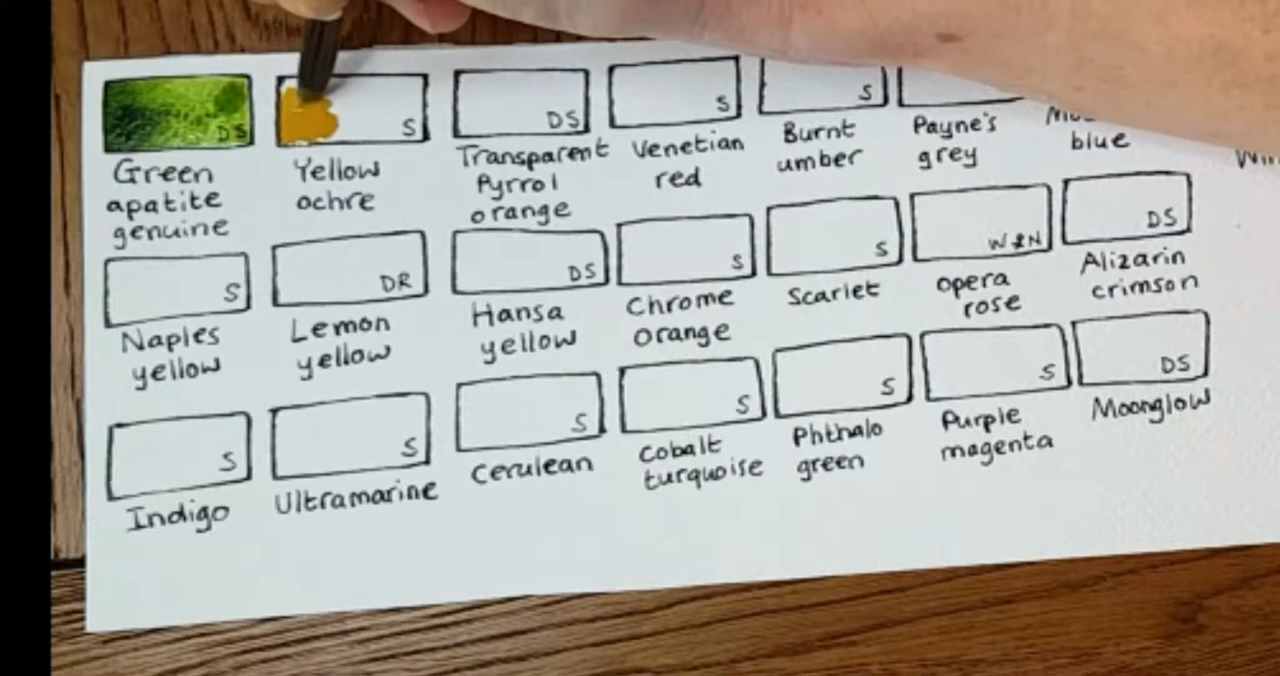 DS S DS S S
Green Yellow Transparent Venetian Burnt Payne's
apatite ochre Pyrrol red umber grey blue
genuine orange
S DR DS S S W&N DS
Naples Lemon Hansa Chrome Scarlet opera Alizarin
yellow yellow yellow orange rose crimson
S S S S S S DS
Indigo Ultramarine Cerulean Cobalt Phthalo Purple Moonglow
turquoise green magenta